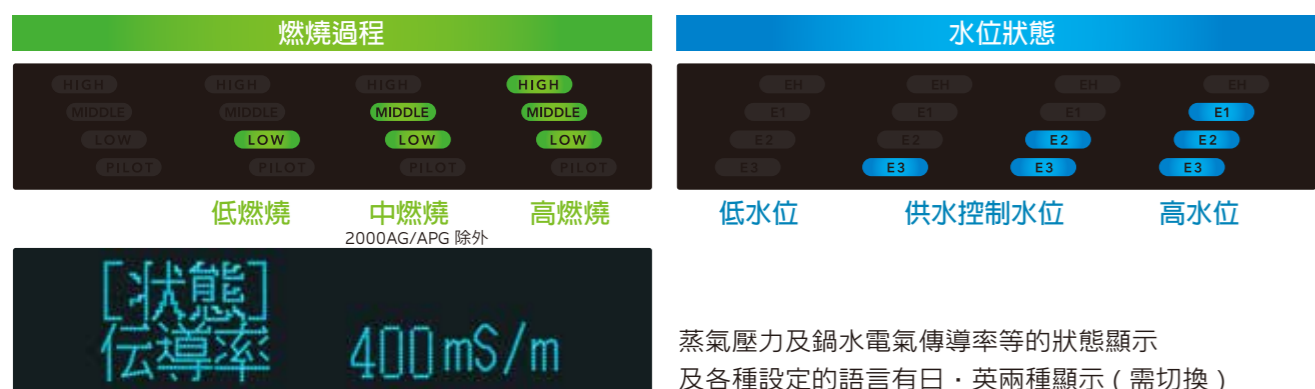 燃燒過程
HIGH HIGH HIGH HIGH
MIDDLE MIDDLE MIDDLE MIDDLE
LOW LOW LOW LOW
PILOT PILOT PILOT PILOT
低燃燒 中燃燒 高燃燒
2000AG/APG 除外
[状態]
伝導率 400mS/m
水位狀態
EH EH EH EH
E1 E1 E1 E1
E2 E2 E2 E2
E3 E3 E3 E3
低水位 供水控制水位 高水位
蒸氣壓力及鍋水電氣傳導率等的狀態顯示
及各種設定的語言有日・英兩種顯示(需切換)